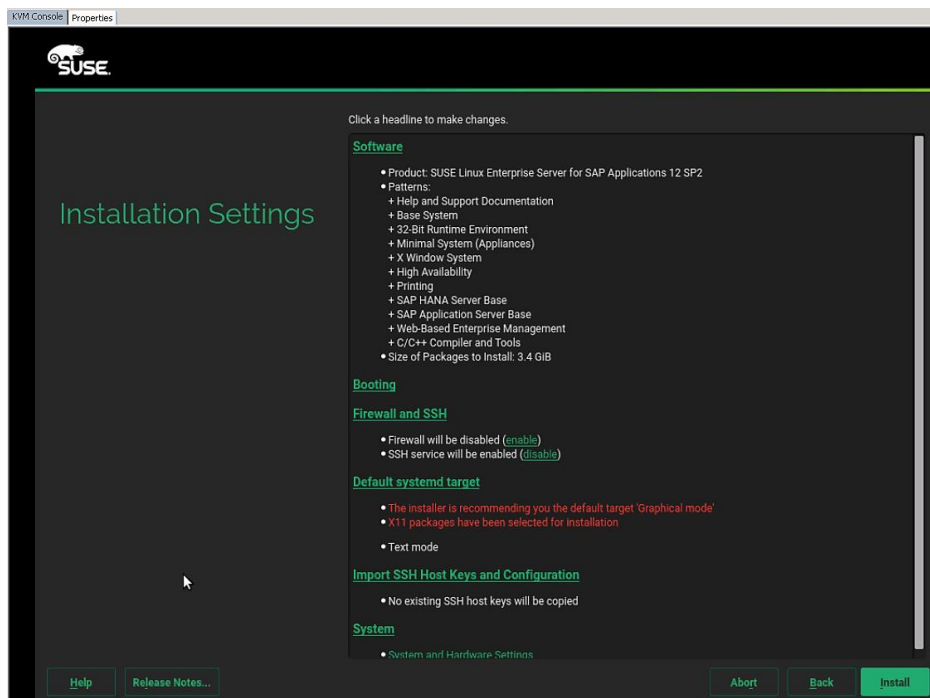 KVM Console Properties
SUSE.
Click a headline to make changes.
Installation Settings
Software
• Product: SUSE Linux Enterprise Server for SAP Applications 12 SP2
• Patterns:
+ Help and Support Documentation
+ Base System
+ 32-Bit Runtime Environment
+ Minimal System (Appliances)
+ X Window System
+ High Availability
+ Printing
+ SAP HANA Server Base
+ SAP Application Server Base
+ Web-Based Enterprise Management
+ C/C++ Compiler and Tools
• Size of Packages to Install: 3.4 GiB
Booting
Firewall and SSH
• Firewall will be disabled (enable)
• SSH service will be enabled (disable)
Default systemd target
• The installer is recommending you the default target 'Graphical mode'
• X11 packages have been selected for installation
• Text mode
Import SSH Host Keys and Configuration
• No existing SSH host keys will be copied
System
• System and Hardware Settings
Help Release Notes... Abort Back Install